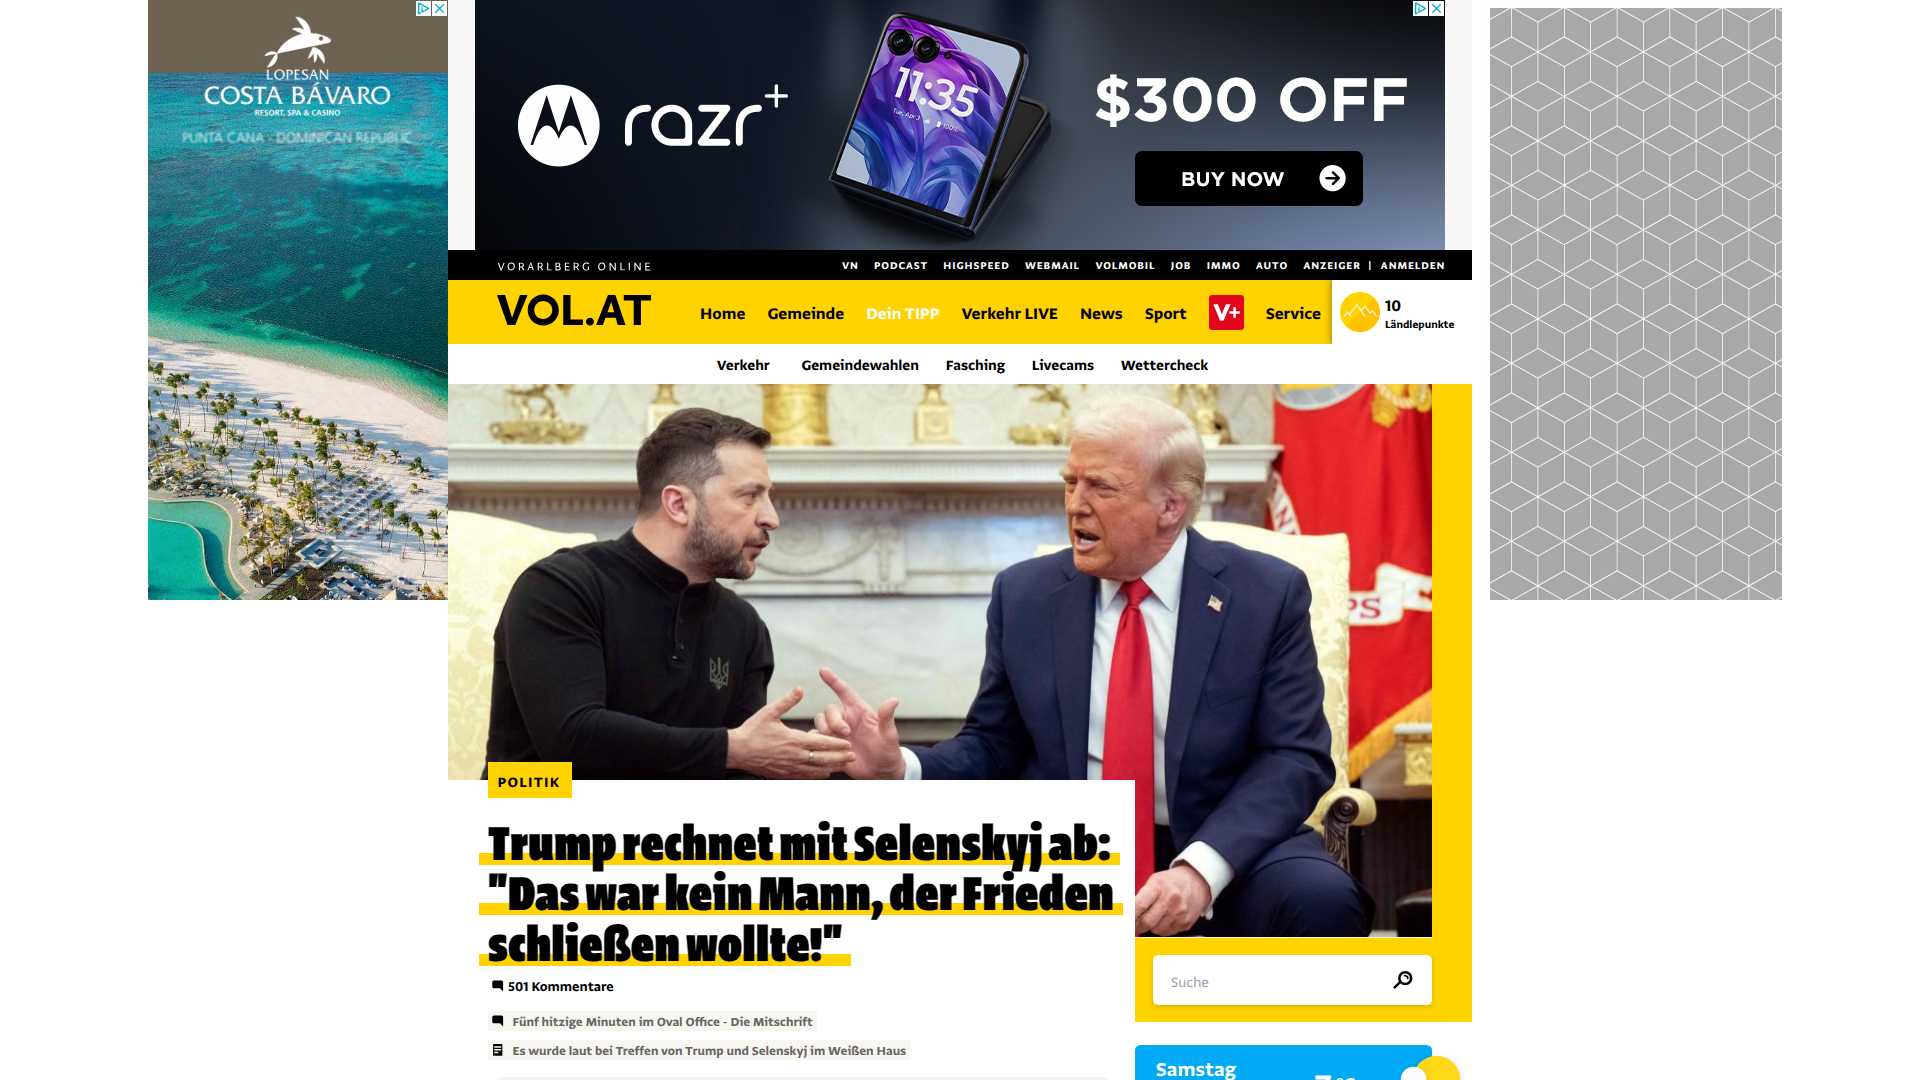 LOPESAN
COSTA BÁVARO
RESORT, SPA & CASINO
PUNTA CANA - DOMINICAN REPUBLIC
razr+
11:35
Tue, Apr 3
100%
$300 OFF
BUY NOW
VORARLBERG ONLINE
VN PODCAST HIGHSPEED WEBMAIL VOLMOBIL JOB IMMO AUTO ANZEIGER | ANMELDEN
VOL.AT
Home Gemeinde Dein TIPP Verkehr LIVE News Sport V+ Service
10
Ländlepunkte
Verkehr Gemeindewahlen Fasching Livecams Wettercheck
POLITIK
Trump rechnet mit Selenskyj ab:
"Das war kein Mann, der Frieden
schließen wollte!"
501 Kommentare
Fünf hitzige Minuten im Oval Office - Die Mitschrift
Es wurde laut bei Treffen von Trump und Selenskyj im Weißen Haus
Suche
Samstag